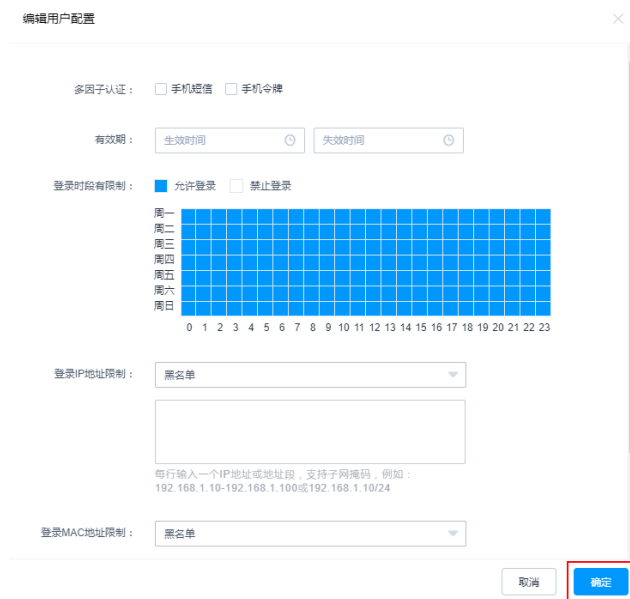 编辑用户配置
多因子认证： 手机短信 手机令牌
有效期： 生效时间 失效时间
登录时段有限制： 允许登录 禁止登录
周一
周二
周三
周四
周五
周六
周日
0 1 2 3 4 5 6 7 8 9 10 11 12 13 14 15 16 17 18 19 20 21 22 23
登录IP地址限制： 黑名单
每行输入一个IP地址或地址段，支持子网掩码，例如：
192.168.1.10-192.168.1.100或192.168.1.10/24
登录MAC地址限制： 黑名单
取消 确定